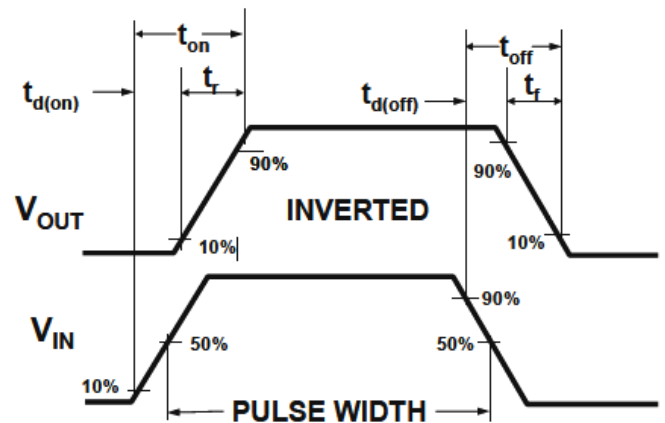 t_on
t_off
t_r
t_f
t_d(on)
t_d(off)
90%
90%
V_OUT
INVERTED
10%
10%
90%
V_IN
50%
50%
10%
PULSE WIDTH